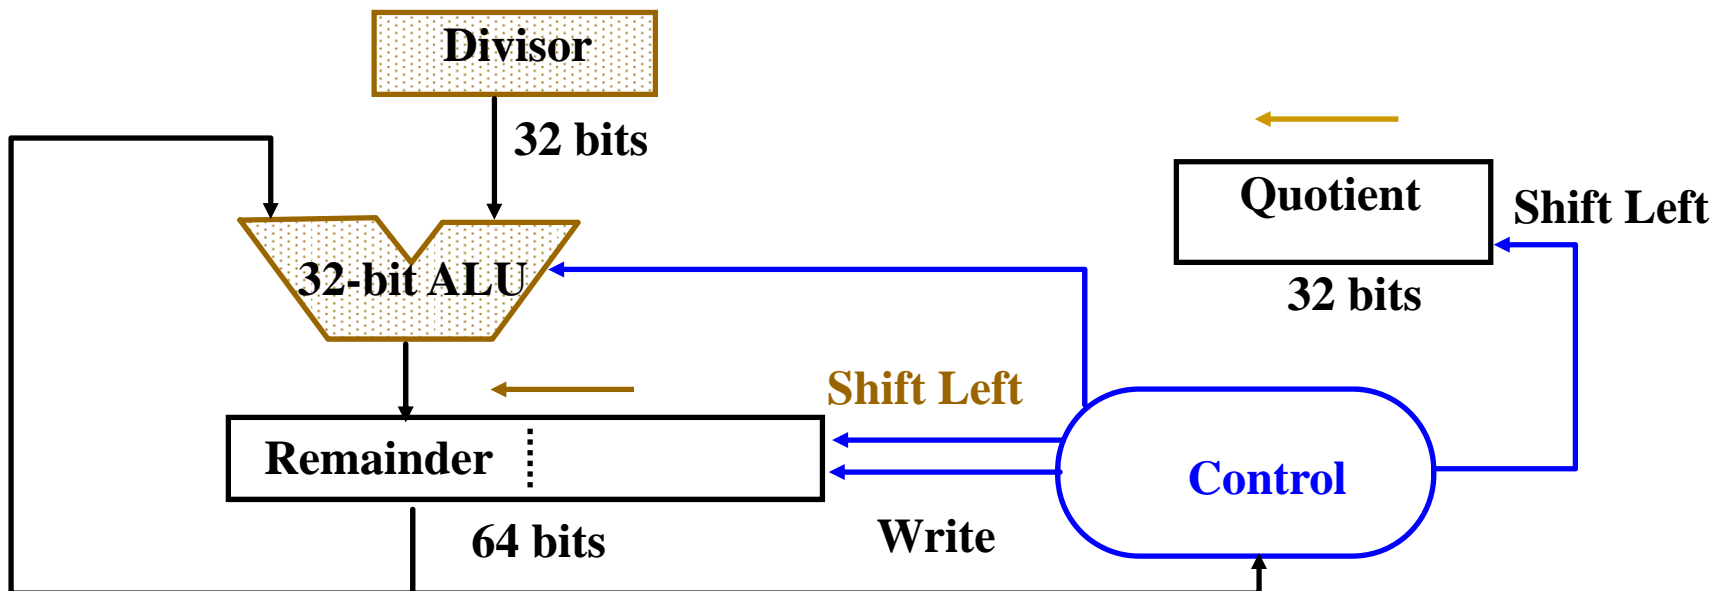 Divisor
32 bits
Quotient
Shift Left
32-bit ALU
32 bits
Shift Left
Remainder
Control
64 bits
Write